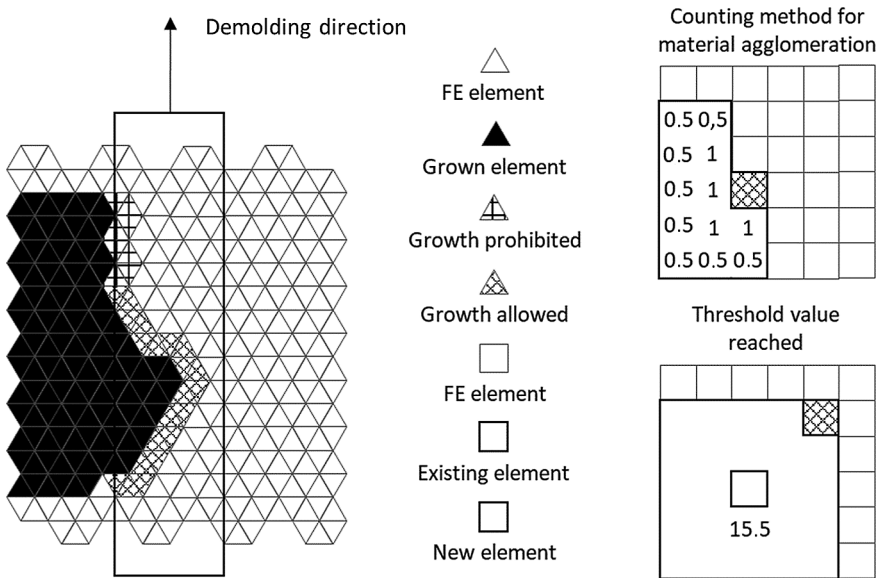 Demolding direction
FE element
Grown element
Growth prohibited
Growth allowed
FE element
Existing element
New element
Counting method for
material agglomeration
0.5 0,5
0.5 1
0.5 1
0.5 1 1
0.5 0.5 0.5
Threshold value
reached
15.5